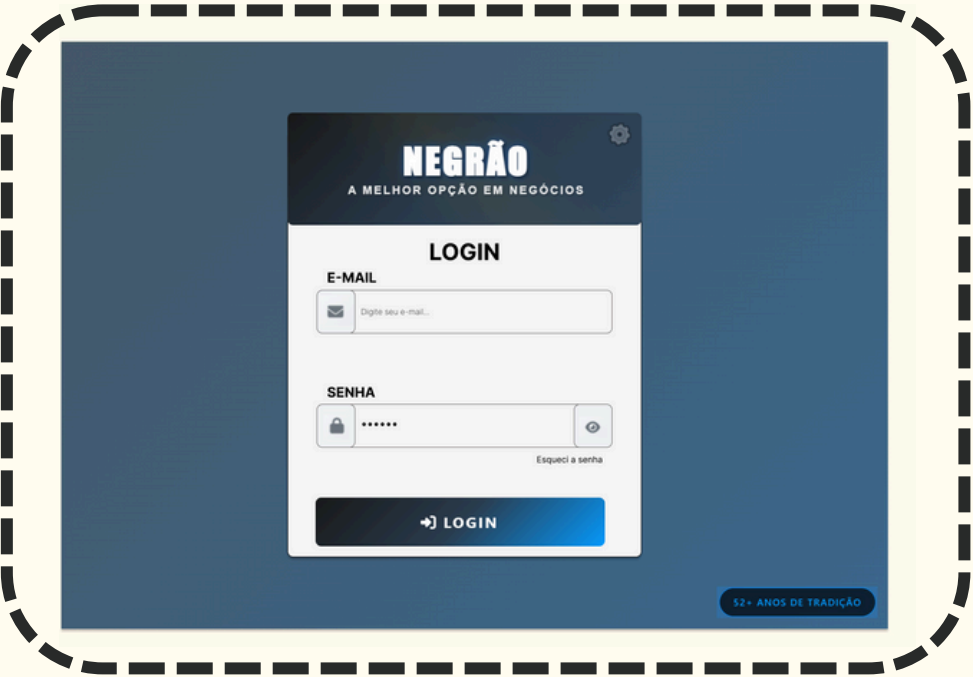 NEGRÃO
A MELHOR OPÇÃO EM NEGÓCIOS
LOGIN
E-MAIL
Digite seu e-mail...
SENHA
••••••
Esqueci a senha
LOGIN
52+ ANOS DE TRADIÇÃO